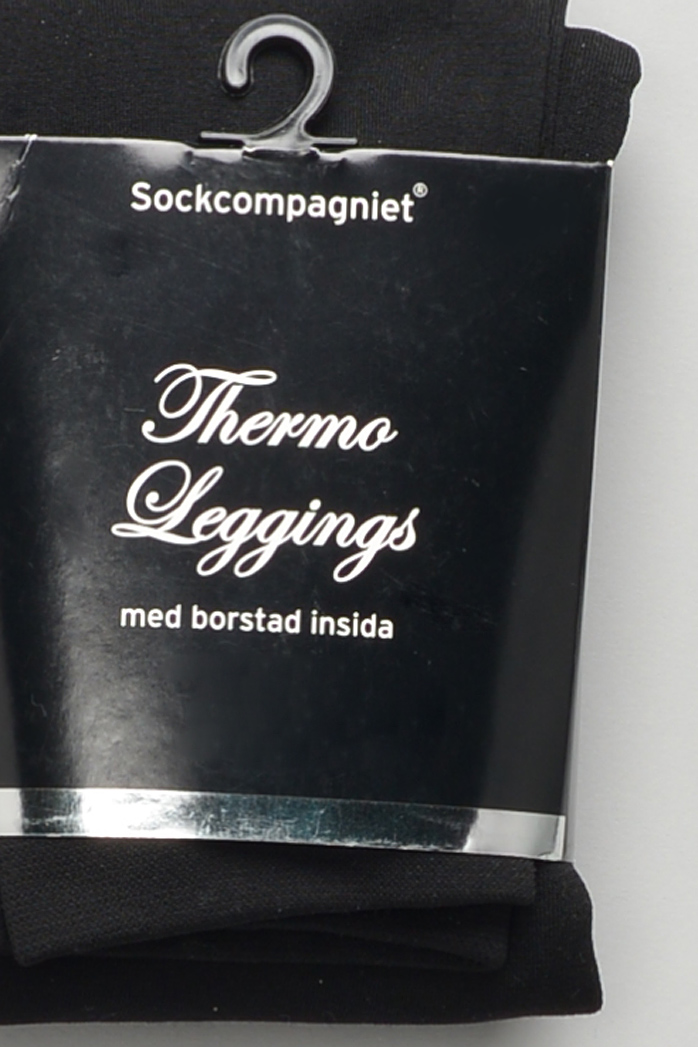 Sockcompagniet®
Thermo
Leggings
med borstad insida